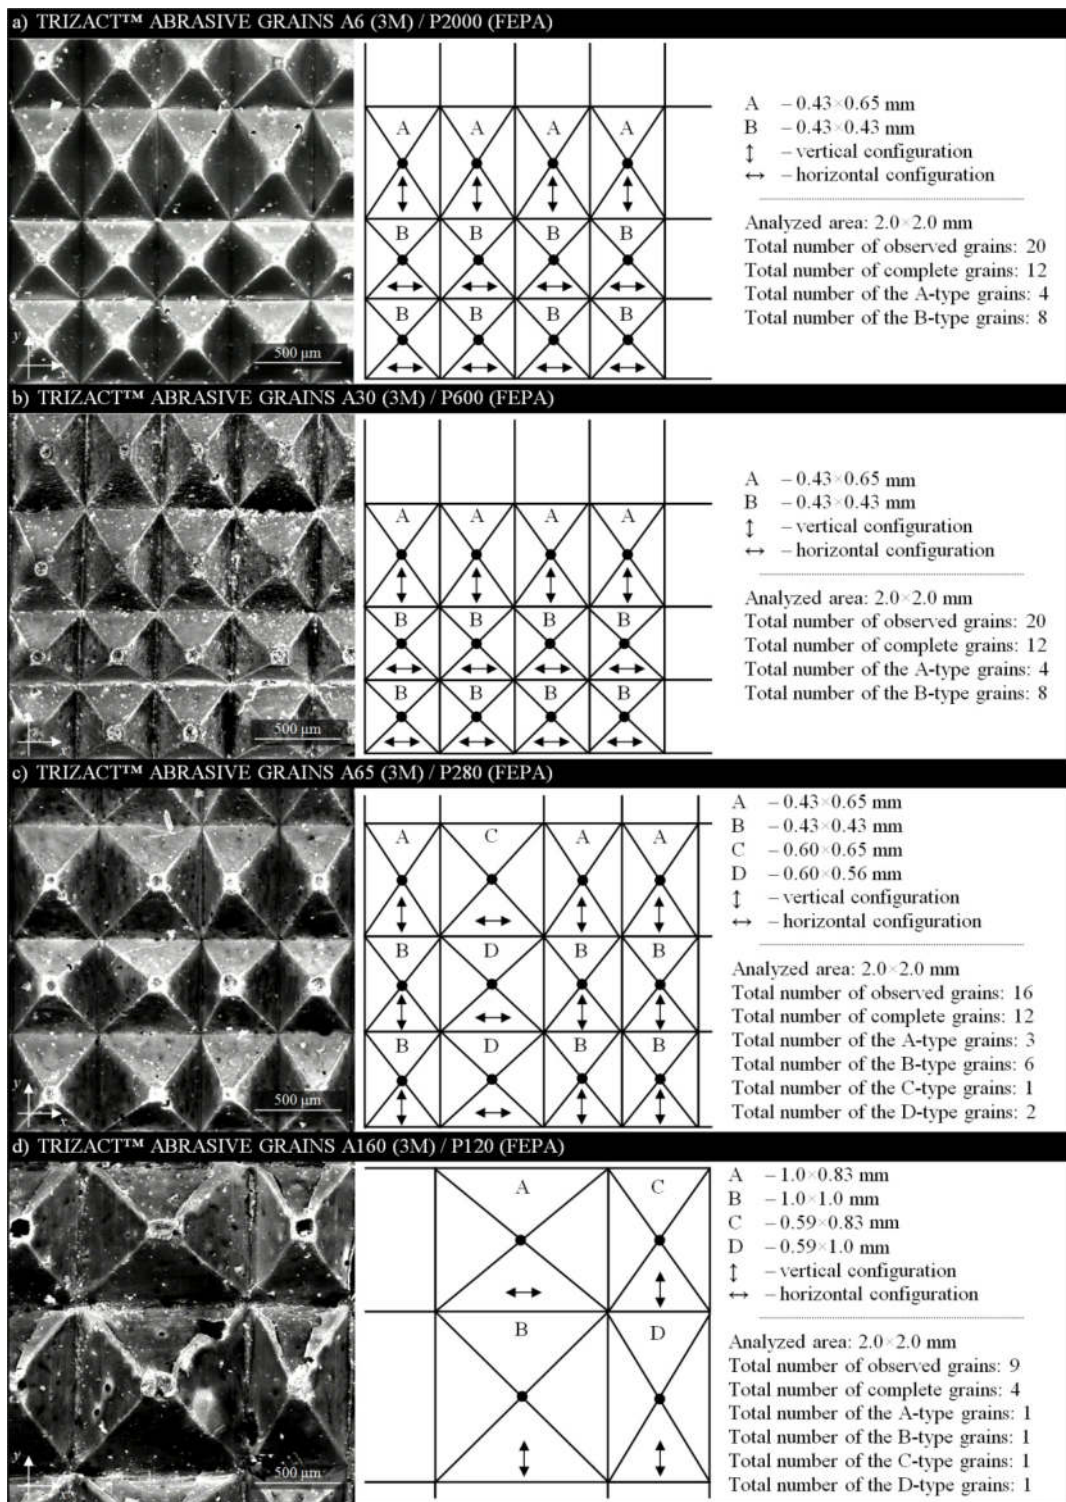 a) TRIZACT™ ABRASIVE GRAINS A6 (3M) / P2000 (FEPA)
A A A A
B B B B
B B B B
y
500 µm
A – 0.43×0.65 mm
B – 0.43×0.43 mm
↕ – vertical configuration
↔ – horizontal configuration
Analyzed area: 2.0×2.0 mm
Total number of observed grains: 20
Total number of complete grains: 12
Total number of the A-type grains: 4
Total number of the B-type grains: 8
b) TRIZACT™ ABRASIVE GRAINS A30 (3M) / P600 (FEPA)
A A A A
B B B B
B B B B
x
500 µm
A – 0.43×0.65 mm
B – 0.43×0.43 mm
↕ – vertical configuration
↔ – horizontal configuration
Analyzed area: 2.0×2.0 mm
Total number of observed grains: 20
Total number of complete grains: 12
Total number of the A-type grains: 4
Total number of the B-type grains: 8
c) TRIZACT™ ABRASIVE GRAINS A65 (3M) / P280 (FEPA)
A C A A
B D B B
B D B B
y
x
500 µm
A – 0.43×0.65 mm
B – 0.43×0.43 mm
C – 0.60×0.65 mm
D – 0.60×0.56 mm
↕ – vertical configuration
↔ – horizontal configuration
Analyzed area: 2.0×2.0 mm
Total number of observed grains: 16
Total number of complete grains: 12
Total number of the A-type grains: 3
Total number of the B-type grains: 6
Total number of the C-type grains: 1
Total number of the D-type grains: 2
d) TRIZACT™ ABRASIVE GRAINS A160 (3M) / P120 (FEPA)
A C
B D
y
x
500 µm
A – 1.0×0.83 mm
B – 1.0×1.0 mm
C – 0.59×0.83 mm
D – 0.59×1.0 mm
↕ – vertical configuration
↔ – horizontal configuration
Analyzed area: 2.0×2.0 mm
Total number of observed grains: 9
Total number of complete grains: 4
Total number of the A-type grains: 1
Total number of the B-type grains: 1
Total number of the C-type grains: 1
Total number of the D-type grains: 1